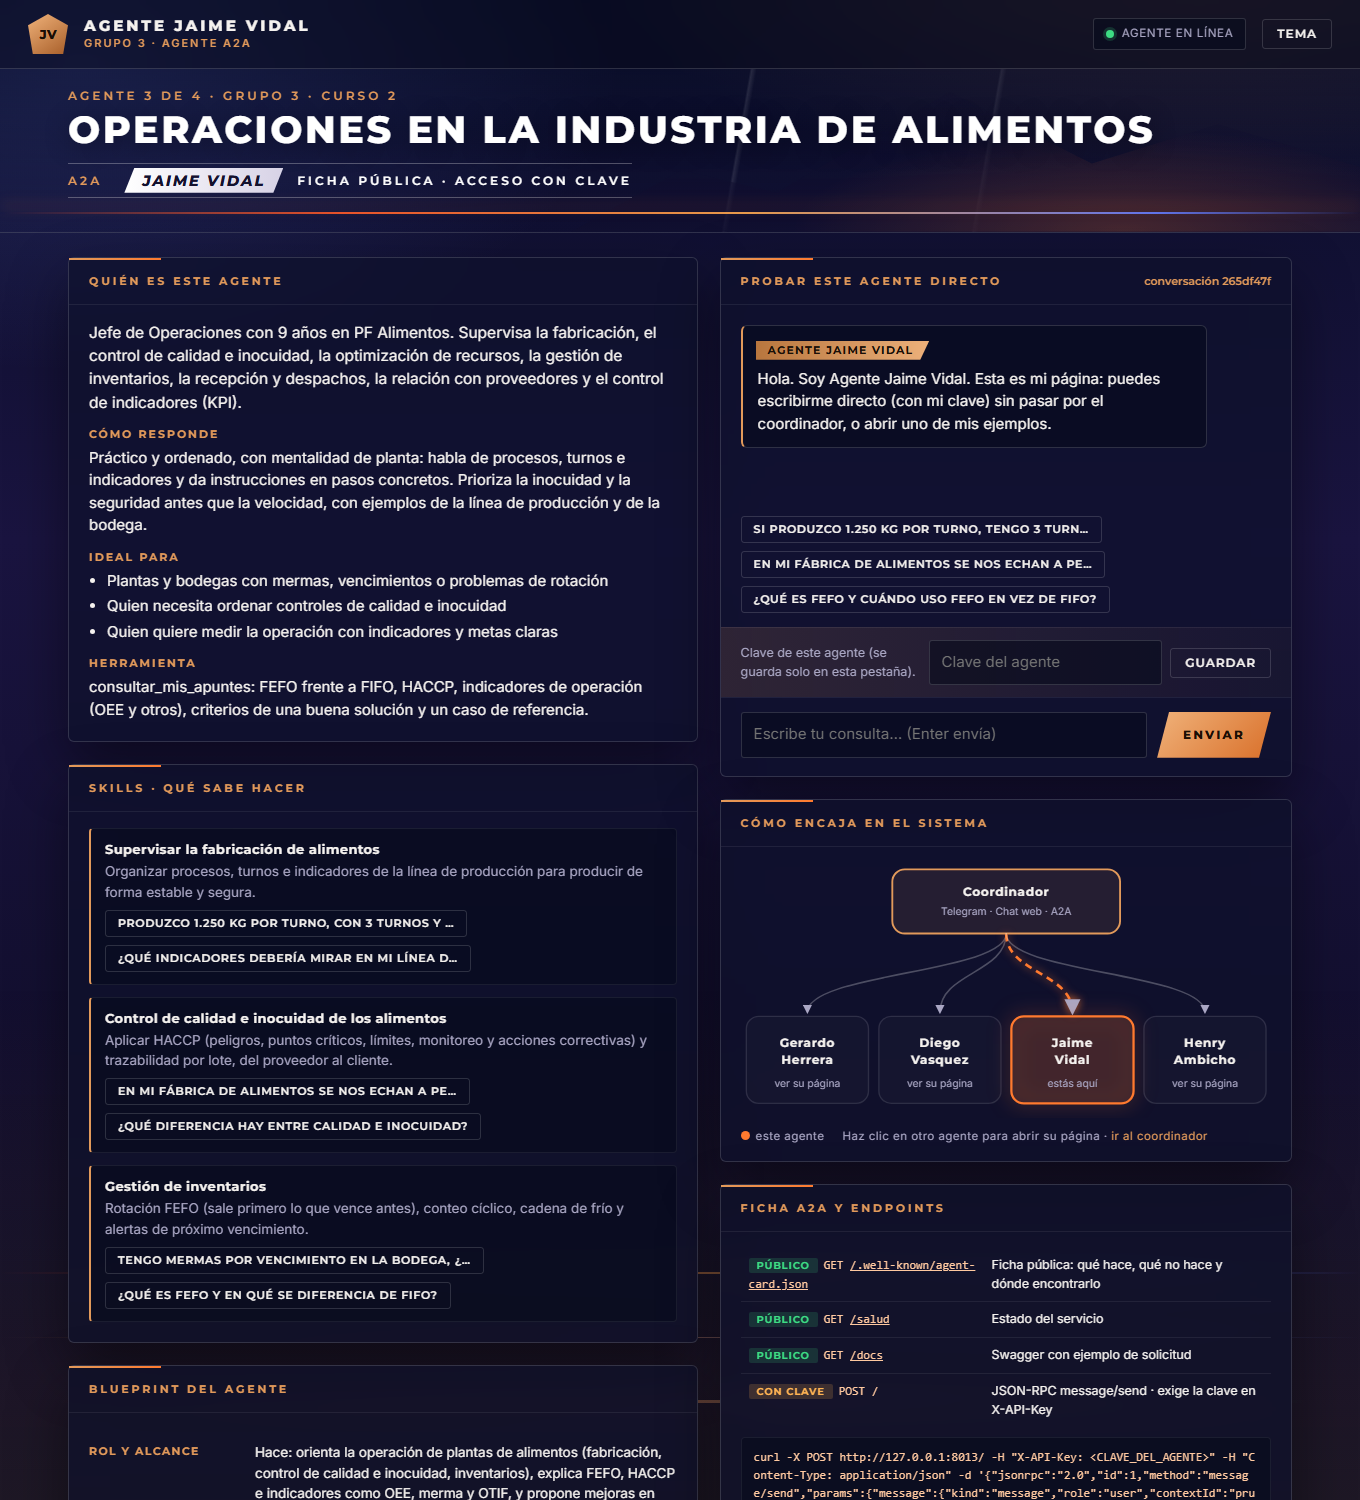 JV
AGENTE JAIME VIDAL
GRUPO 3 · AGENTE A2A
AGENTE EN LÍNEA
TEMA
AGENTE 3 DE 4 · GRUPO 3 · CURSO 2
OPERACIONES EN LA INDUSTRIA DE ALIMENTOS
A2A JAIME VIDAL FICHA PÚBLICA · ACCESO CON CLAVE
QUIÉN ES ESTE AGENTE
Jefe de Operaciones con 9 años en PF Alimentos. Supervisa la fabricación, el
control de calidad e inocuidad, la optimización de recursos, la gestión de
inventarios, la recepción y despachos, la relación con proveedores y el control
de indicadores (KPI).
CÓMO RESPONDE
Práctico y ordenado, con mentalidad de planta: habla de procesos, turnos e
indicadores y da instrucciones en pasos concretos. Prioriza la inocuidad y la
seguridad antes que la velocidad, con ejemplos de la línea de producción y de la
bodega.
IDEAL PARA
• Plantas y bodegas con mermas, vencimientos o problemas de rotación
• Quien necesita ordenar controles de calidad e inocuidad
• Quien quiere medir la operación con indicadores y metas claras
HERRAMIENTA
consultar_mis_apuntes: FEFO frente a FIFO, HACCP, indicadores de operación
(OEE y otros), criterios de una buena solución y un caso de referencia.
SKILLS · QUÉ SABE HACER
Supervisar la fabricación de alimentos
Organizar procesos, turnos e indicadores de la línea de producción para producir de
forma estable y segura.
PRODUZCO 1.250 KG POR TURNO, CON 3 TURNOS Y ...
¿QUÉ INDICADORES DEBERÍA MIRAR EN MI LÍNEA D...
Control de calidad e inocuidad de los alimentos
Aplicar HACCP (peligros, puntos críticos, límites, monitoreo y acciones correctivas) y
trazabilidad por lote, del proveedor al cliente.
EN MI FÁBRICA DE ALIMENTOS SE NOS ECHAN A PE...
¿QUÉ DIFERENCIA HAY ENTRE CALIDAD E INOCUIDAD?
Gestión de inventarios
Rotación FEFO (sale primero lo que vence antes), conteo cíclico, cadena de frío y
alertas de próximo vencimiento.
TENGO MERMAS POR VENCIMIENTO EN LA BODEGA, ¿...
¿QUÉ ES FEFO Y EN QUÉ SE DIFERENCIA DE FIFO?
BLUEPRINT DEL AGENTE
ROL Y ALCANCE
Hace: orienta la operación de plantas de alimentos (fabricación,
control de calidad e inocuidad, inventarios), explica FEFO, HACCP
e indicadores como OEE, merma y OTIF, y propone mejoras en
PROBAR ESTE AGENTE DIRECTO
conversación 265df47f
AGENTE JAIME VIDAL
Hola. Soy Agente Jaime Vidal. Esta es mi página: puedes
escribirme directo (con mi clave) sin pasar por el
coordinador, o abrir uno de mis ejemplos.
SI PRODUZCO 1.250 KG POR TURNO, TENGO 3 TURN...
EN MI FÁBRICA DE ALIMENTOS SE NOS ECHAN A PE...
¿QUÉ ES FEFO Y CUÁNDO USO FEFO EN VEZ DE FIFO?
Clave de este agente (se
guarda solo en esta pestaña).
Clave del agente
GUARDAR
Escribe tu consulta... (Enter envía)
ENVIAR
CÓMO ENCAJA EN EL SISTEMA
Coordinador
Telegram · Chat web · A2A
Gerardo
Herrera
ver su página
Diego
Vasquez
ver su página
Jaime
Vidal
estás aquí
Henry
Ambicho
ver su página
este agente Haz clic en otro agente para abrir su página · ir al coordinador
FICHA A2A Y ENDPOINTS
PÚBLICO GET /.well-known/agent-
card.json
Ficha pública: qué hace, qué no hace y
dónde encontrarlo
PÚBLICO GET /salud
Estado del servicio
PÚBLICO GET /docs
Swagger con ejemplo de solicitud
CON CLAVE POST /
JSON-RPC message/send · exige la clave en
X-API-Key
curl -X POST http://127.0.0.1:8013/ -H "X-API-Key: <CLAVE_DEL_AGENTE>" -H "C
ontent-Type: application/json" -d '{"jsonrpc":"2.0","id":1,"method":"messag
e/send","params":{"message":{"kind":"message","role":"user","contextId":"pru